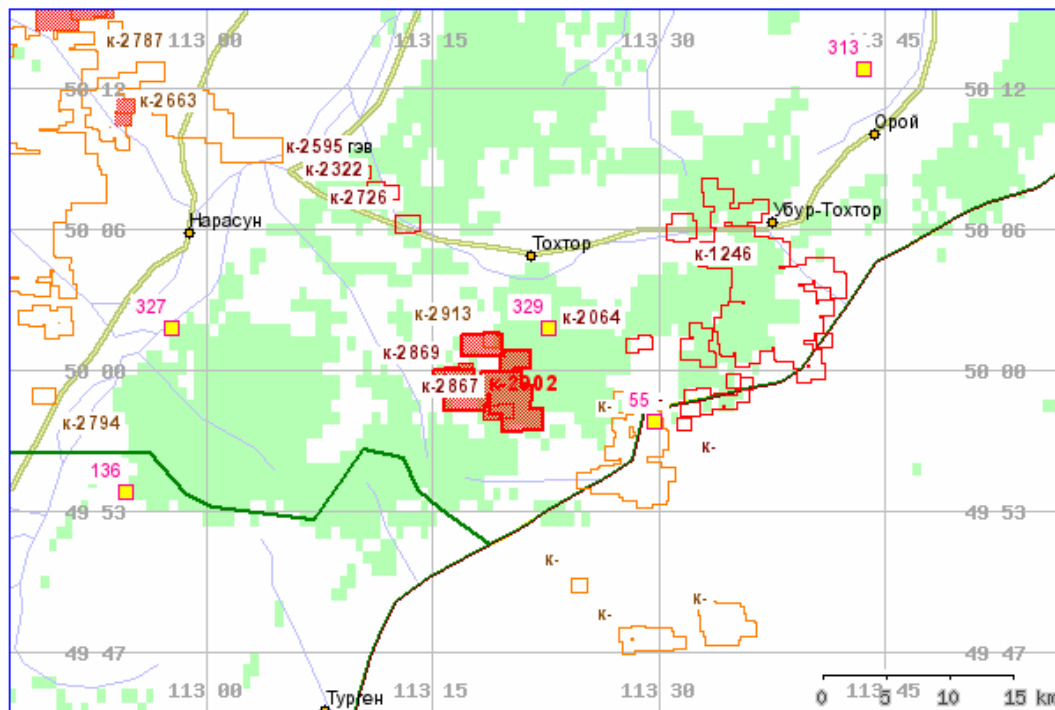 к-2787
113 00
113 15
113 30
313
3 45
50 12
50 12
к-2663
Орой
к-2595 гэв
к-2322
к-2726
Нарасун
Убур-Тохтор
50 06
50 06
Тохтор
к-1246
327
к-2913
329
к-2064
к-2869
50 00
50 00
к-2867
к-2902
к-
55
к-2794
к-
136
49 53
49 53
к-
к-
к-
49 47
49 47
113 00
113 15
113 30
113 45
Турген
0 5 10 15 km